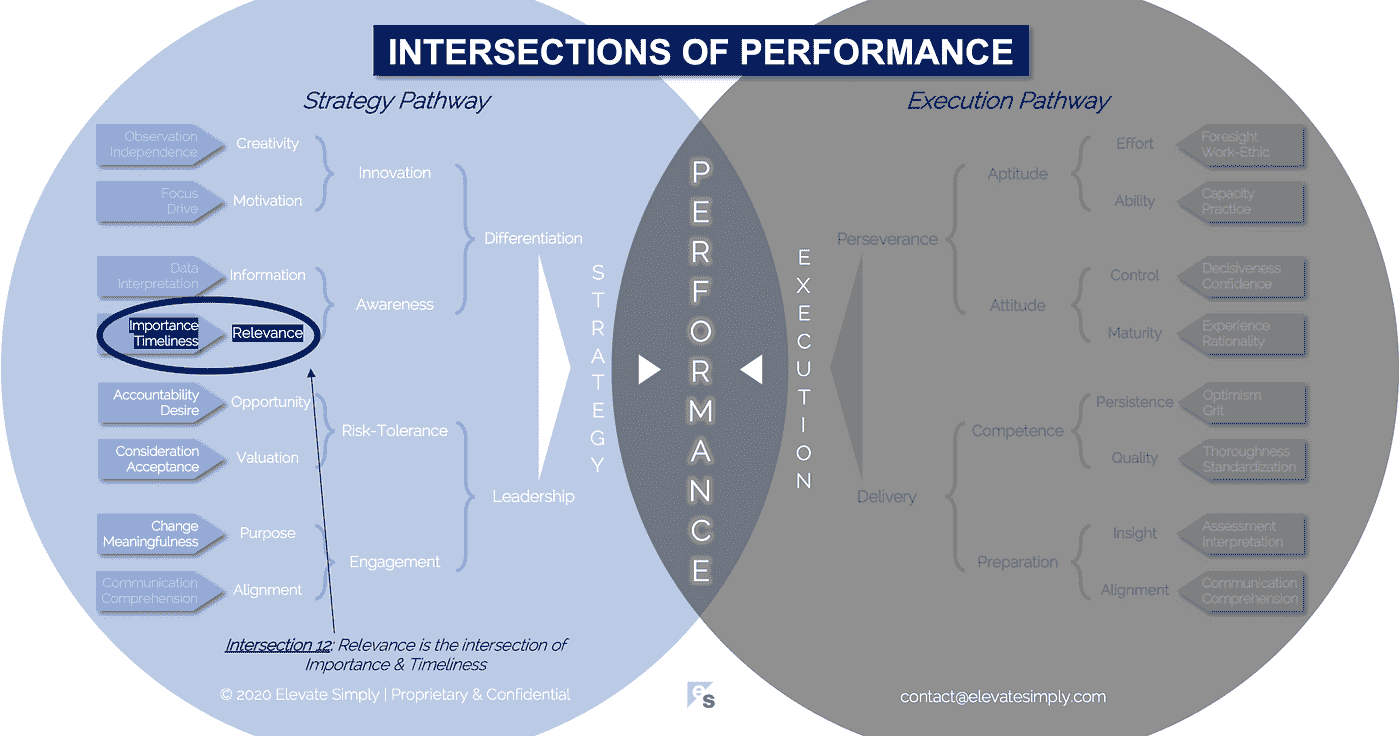 INTERSECTIONS OF PERFORMANCE
Strategy Pathway
Observation
Independence
Creativity
Focus
Drive
Motivation
Innovation
Data
Interpretation
Information
Importance
Timeliness
Relevance
Awareness
Differentiation
Accountability
Desire
Opportunity
Consideration
Acceptance
Valuation
Risk-Tolerance
Change
Meaningfulness
Purpose
Communication
Comprehension
Alignment
Engagement
Leadership
STRATEGY
PERFORMANCE
EXECUTION
Execution Pathway
Perseverance
Aptitude
Effort
Foresight
Work-Ethic
Ability
Capacity
Practice
Attitude
Control
Decisiveness
Confidence
Maturity
Experience
Rationality
Delivery
Competence
Persistence
Optimism
Grit
Quality
Thoroughness
Standardization
Preparation
Insight
Assessment
Interpretation
Alignment
Communication
Comprehension
Intersection 12: Relevance is the intersection of
Importance & Timeliness
© 2020 Elevate Simply | Proprietary & Confidential
es
contact@elevatesimply.com